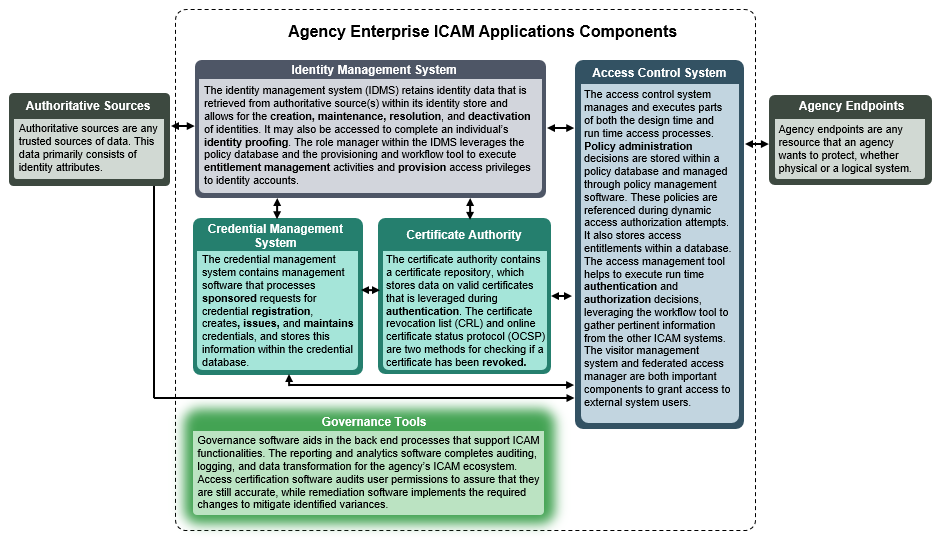 Agency Enterprise ICAM Applications Components
Authoritative Sources
Authoritative sources are any
trusted sources of data. This
data primarily consists of
identity attributes.
Identity Management System
The identity management system (IDMS) retains identity data that is
retrieved from authoritative source(s) within its identity store and
allows for the creation, maintenance, resolution, and deactivation
of identities. It may also be accessed to complete an individual's
identity proofing. The role manager within the IDMS leverages the
policy database and the provisioning and workflow tool to execute
entitlement management activities and provision access privileges
to identity accounts.
Credential Management
System
The credential management
system contains management
software that processes
sponsored requests for
credential registration,
creates, issues, and maintains
credentials, and stores this
information within the credential
database.
Certificate Authority
The certificate authority contains
a certificate repository, which
stores data on valid certificates
that is leveraged during
authentication. The certificate
revocation list (CRL) and online
certificate status protocol (OCSP)
are two methods for checking if a
certificate has been revoked.
Access Control System
The access control system
manages and executes parts
of both the design time and
run time access processes.
Policy administration
decisions are stored within a
policy database and managed
through policy management
software. These policies are
referenced during dynamic
access authorization attempts.
It also stores access
entitlements within a database.
The access management tool
helps to execute run time
authentication and
authorization decisions,
leveraging the workflow tool to
gather pertinent information
from the other ICAM systems.
The visitor management
system and federated access
manager are both important
components to grant access to
external system users.
Agency Endpoints
Agency endpoints are any
resource that an agency
wants to protect, whether
physical or a logical system.
Governance Tools
Governance software aids in the back end processes that support ICAM
functionalities. The reporting and analytics software completes auditing,
logging, and data transformation for the agency's ICAM ecosystem.
Access certification software audits user permissions to assure that they
are still accurate, while remediation software implements the required
changes to mitigate identified variances.